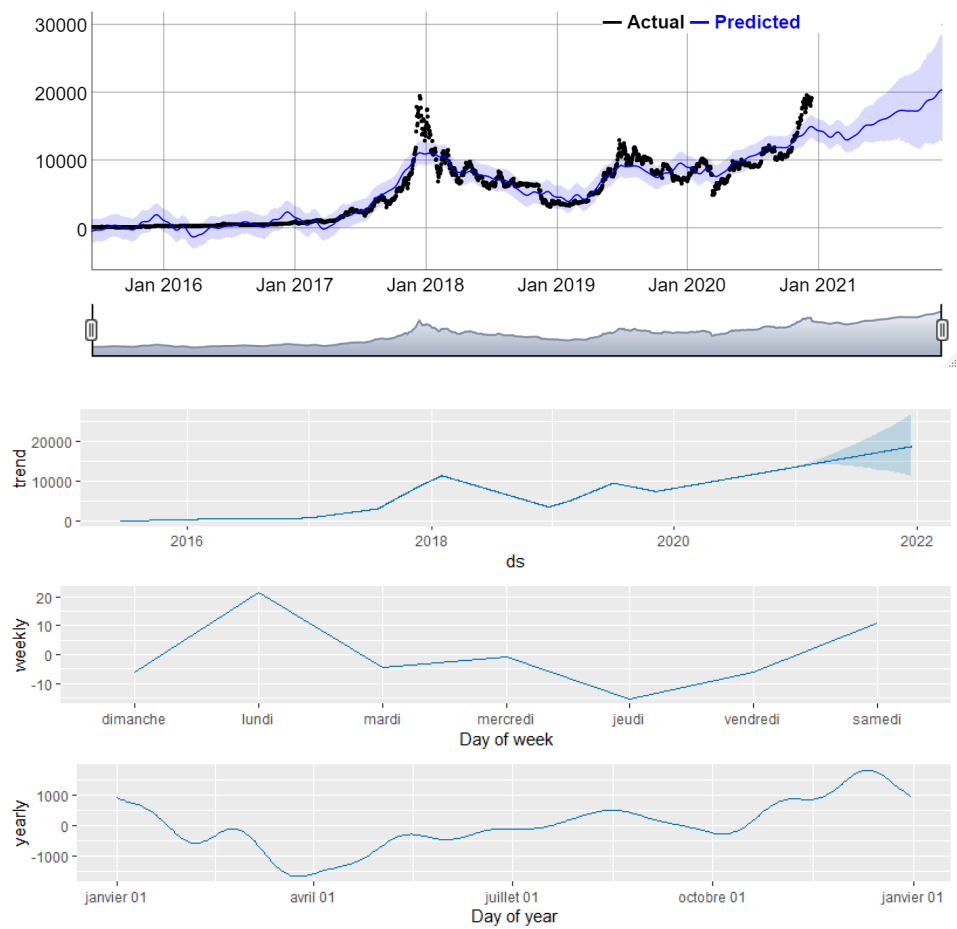 Actual Predicted
30000
20000
10000
0
Jan 2016 Jan 2017 Jan 2018 Jan 2019 Jan 2020 Jan 2021
trend
20000
10000
0
2016 2018 2020 2022
ds
weekly
20
10
0
-10
dimanche lundi mardi mercredi jeudi vendredi samedi
Day of week
yearly
1000
0
-1000
janvier 01 avril 01 juillet 01 octobre 01 janvier 01
Day of year